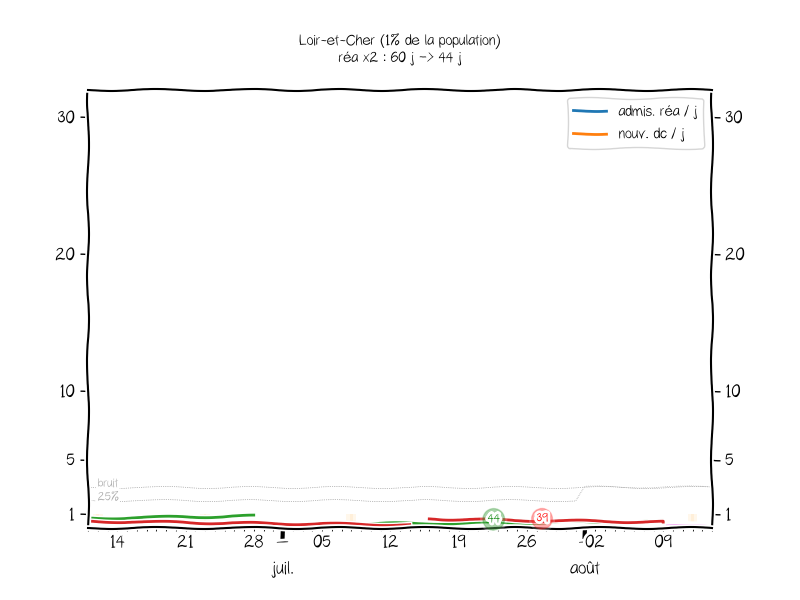 Loir-et-Cher (1% de la population)
réa x2 : 60 j -> 44 j
admis. réa / j
nouv. dc / j
30 30
20 20
10 10
5 5
bruit
25%
1 44 39 1
14 21 28 05 12 19 26 02 09
juil. août